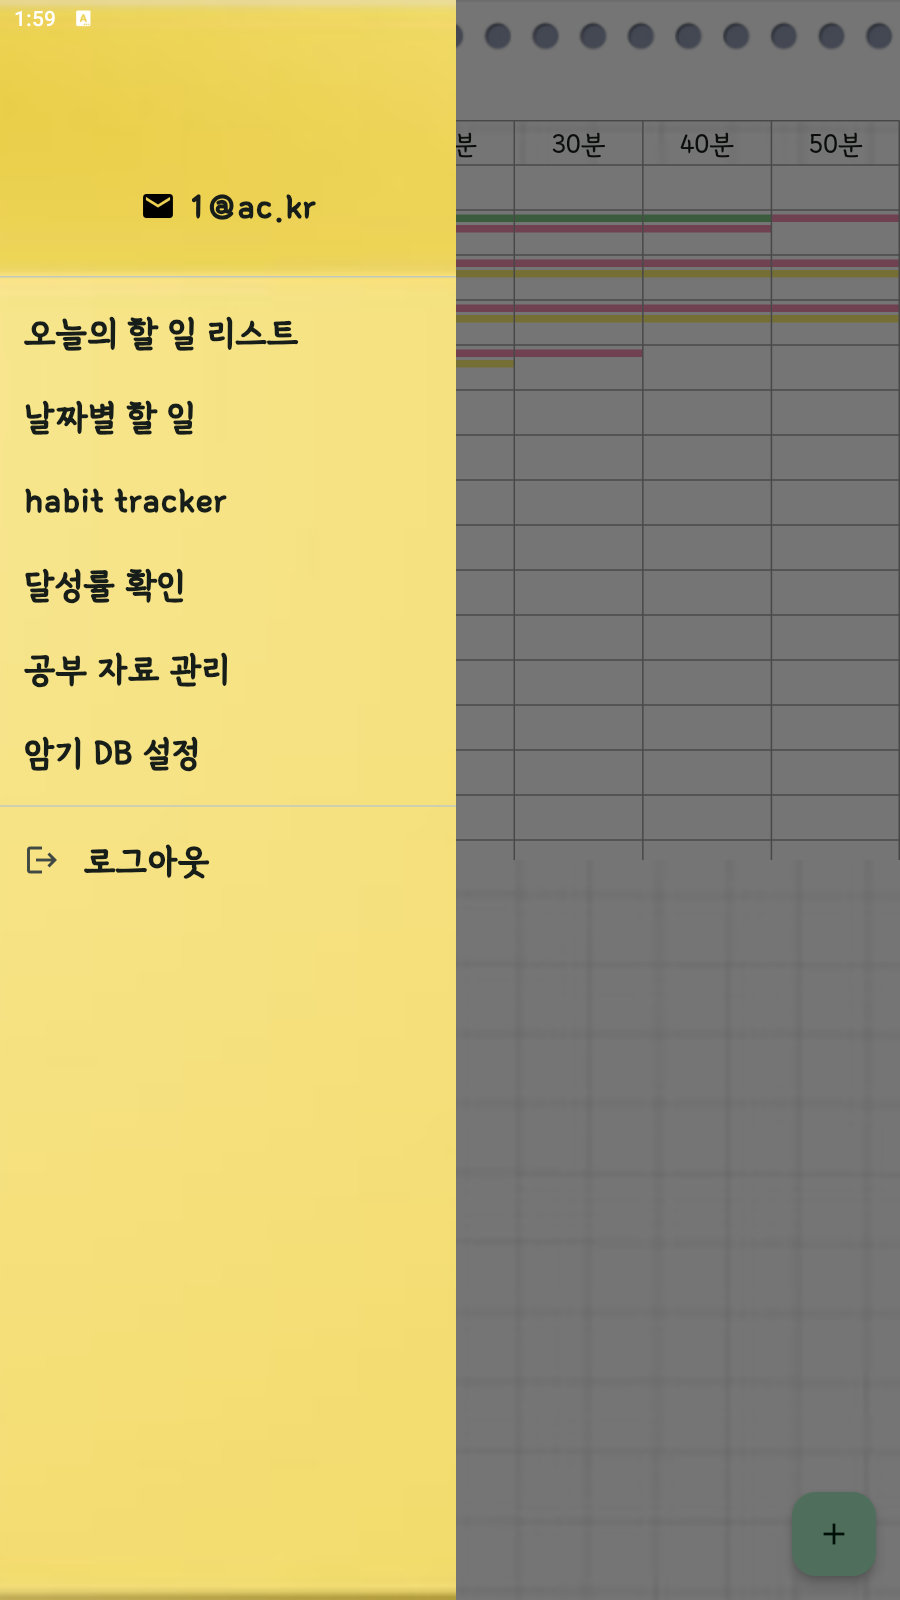 1:59
1@ac.kr
분 30분 40분 50분
오늘의 할 일 리스트
날짜별 할 일
habit tracker
달성률 확인
공부 자료 관리
암기 DB 설정
로그아웃